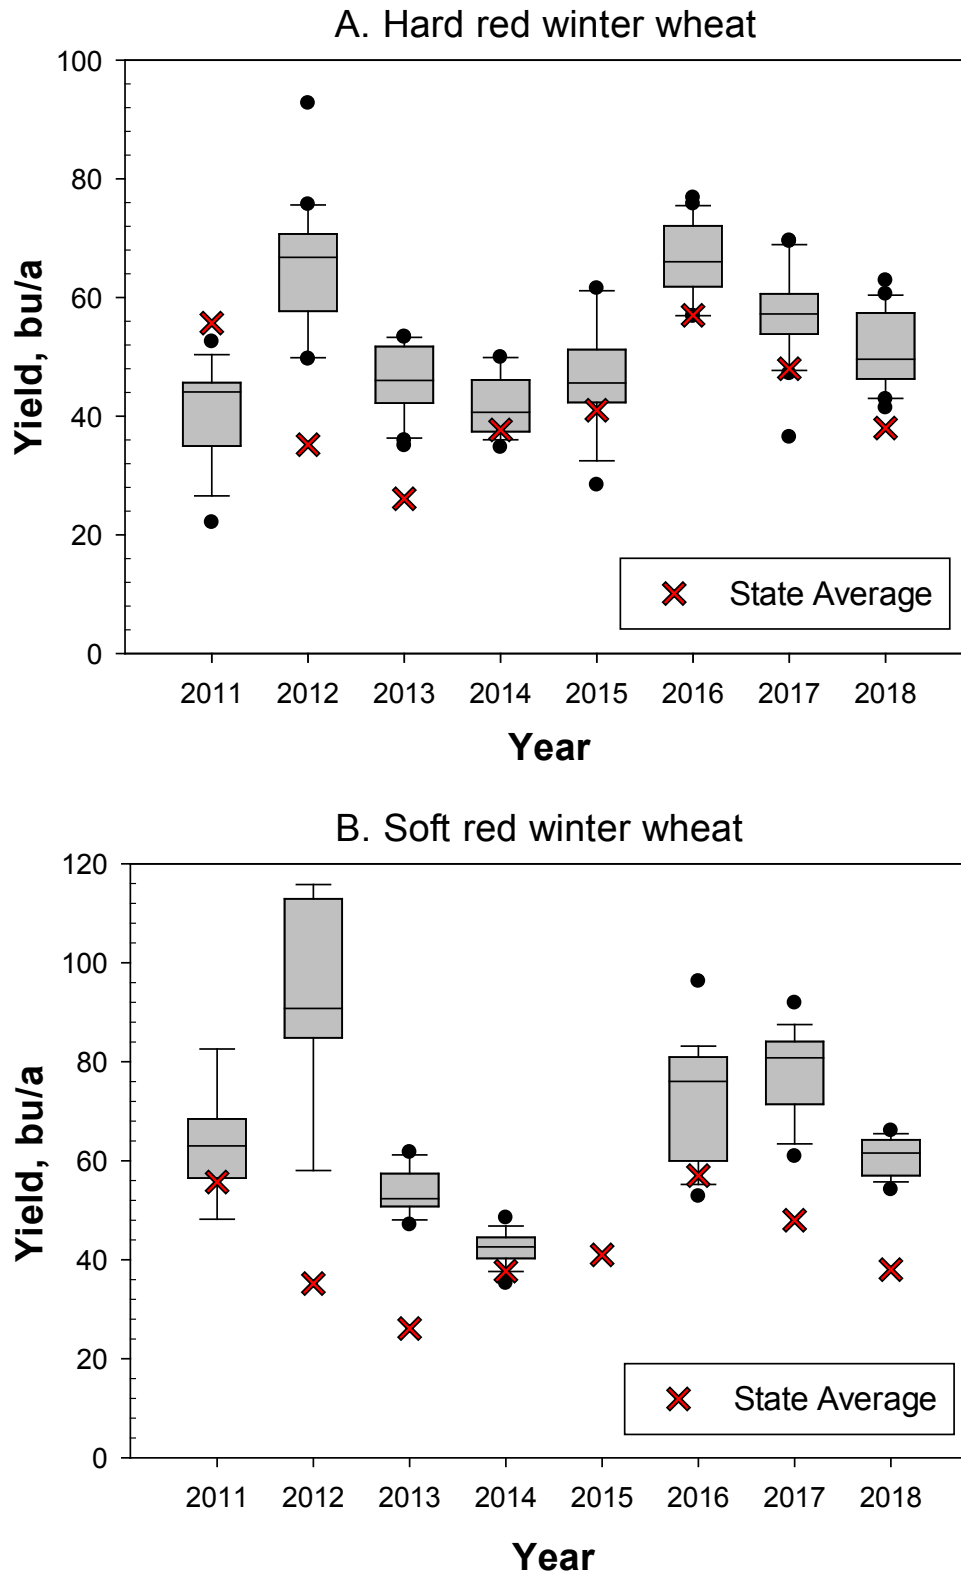 A. Hard red winter wheat
100
80
60
40
20
0
Yield, bu/a
State Average
2011 2012 2013 2014 2015 2016 2017 2018
Year
B. Soft red winter wheat
120
100
80
60
40
20
0
Yield, bu/a
State Average
2011 2012 2013 2014 2015 2016 2017 2018
Year